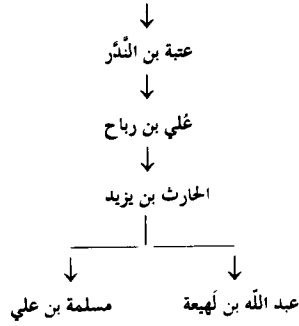 عتبة بن النَّدَّر
عُلي بن رباح
الحارث بن يزيد
عبد اللّه بن لَهيعة
مسلمة بن علي